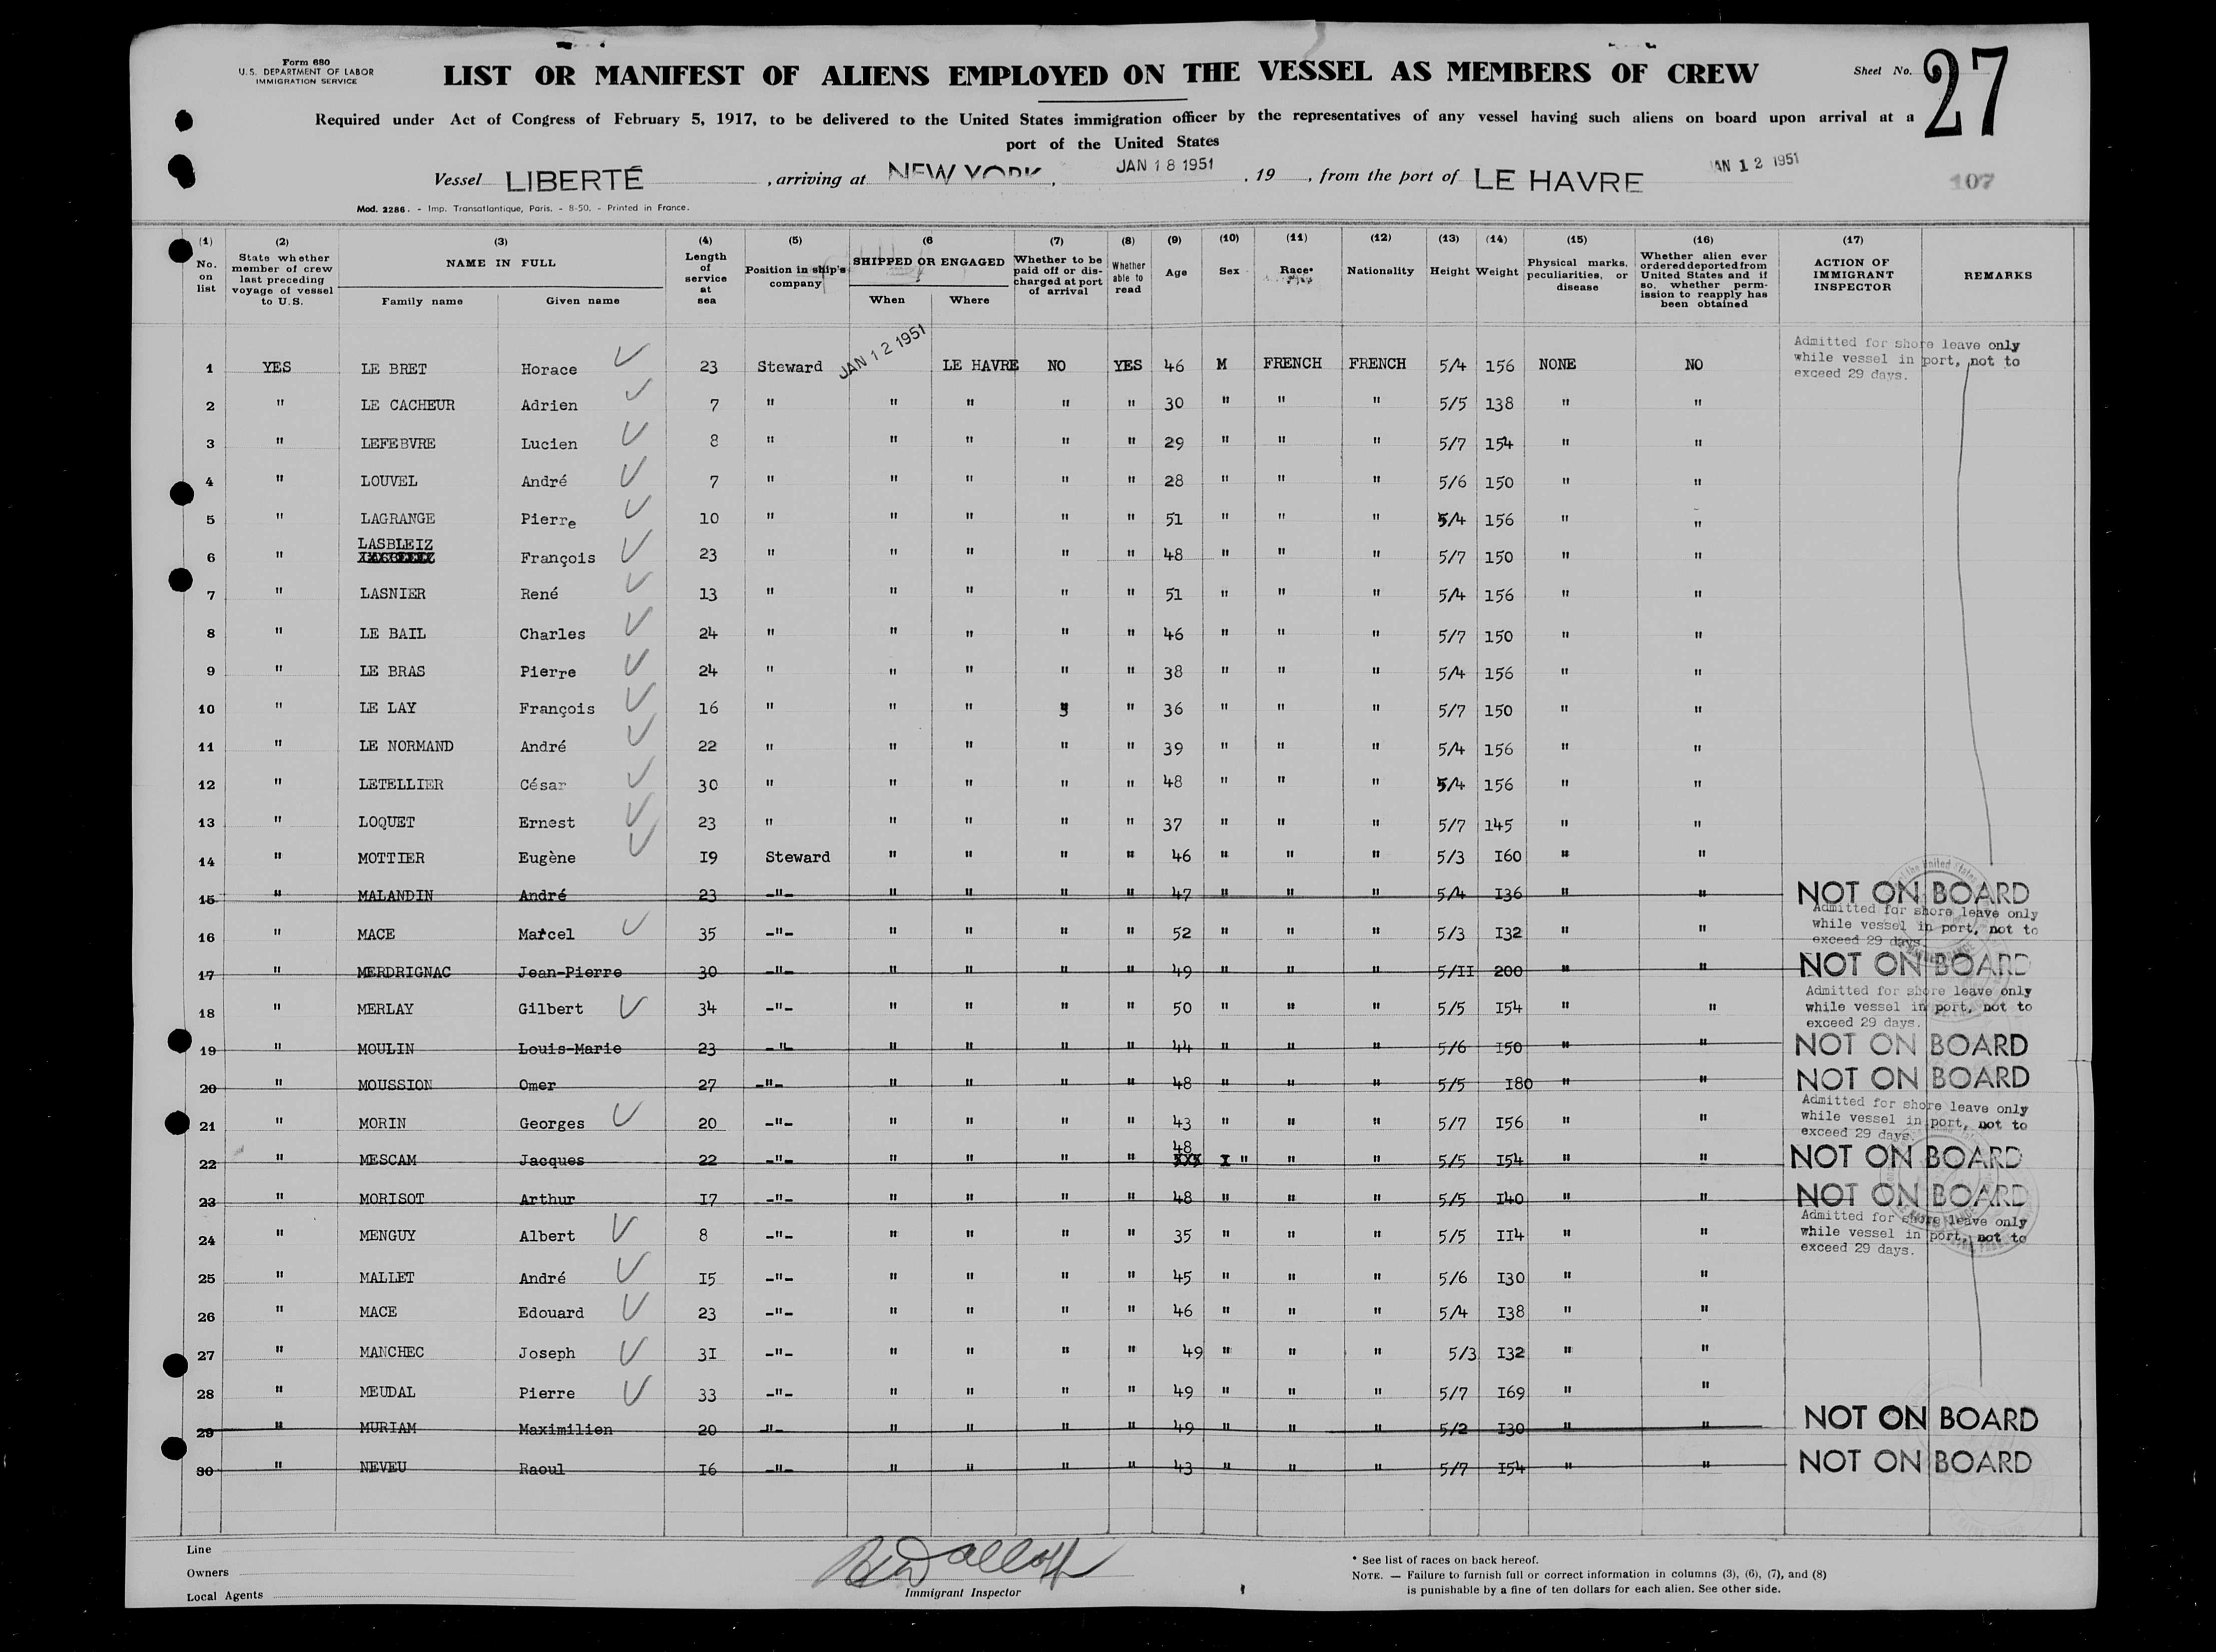 Form 680
U.S. DEPARTMENT OF LABOR
IMMIGRATION SERVICE
LIST OR MANIFEST OF ALIENS EMPLOYED ON THE VESSEL AS MEMBERS OF CREW
Sheet No. 27
Required under Act of Congress of February 5, 1917, to be delivered to the United States immigration officer by the representatives of any vessel having such aliens on board upon arrival at a
port of the United States
Vessel LIBERTÉ , arriving at NEW YORK , JAN 18 1951 , 19 , from the port of LE HAVRE JAN 12 1951
107
Mod. 2286. - Imp. Transatlantique, Paris. - 8-50. - Printed in France.
(1) No. on list
(2) State whether member of crew last preceding voyage of vessel to U.S.
(3) NAME IN FULL Family name Given name
(4) Length of service at sea
(5) Position in ship's company
(6 SHIPPED OR ENGAGED When Where
(7) Whether to be paid off or discharged at port of arrival
(8) Whether able to read
(9) Age
(10) Sex
(11) Race*
(12) Nationality
(13) Height
(14) Weight
(15) Physical marks, peculiarities, or disease
(16) Whether alien ever ordered deported from United States and if so, whether permission to reapply has been obtained
(17) ACTION OF IMMIGRANT INSPECTOR
REMARKS
1 YES LE BRET Horace 23 Steward JAN 12 1951 LE HAVRE NO YES 46 M FRENCH FRENCH 5/4 156 NONE NO Admitted for shore leave only while vessel in port, not to exceed 29 days.
2 " LE CACHEUR Adrien 7 " " " " " 30 " " " 5/5 138 " "
3 " LEFEBVRE Lucien 8 " " " " " 29 " " " 5/7 154 " "
4 " LOUVEL André 7 " " " " " 28 " " " 5/6 150 " "
5 " LAGRANGE Pierre 10 " " " " " 51 " " " 5/4 156 " "
6 " LASBLEIZ François 23 " " " " " 48 " " " 5/7 150 " "
7 " LASNIER René 13 " " " " " 51 " " " 5/4 156 " "
8 " LE BAIL Charles 24 " " " " " 46 " " " 5/7 150 " "
9 " LE BRAS Pierre 24 " " " " " 38 " " " 5/4 156 " "
10 " LE LAY François 16 " " " " " 36 " " " 5/7 150 " "
11 " LE NORMAND André 22 " " " " " 39 " " " 5/4 156 " "
12 " LETELLIER César 30 " " " " " 48 " " " 5/4 156 " "
13 " LOQUET Ernest 23 " " " " " 37 " " " 5/7 145 " "
14 " MOTTIER Eugène I9 Steward " " " " 46 " " " 5/3 I60 " "
15 " MALANDIN André 23 -"- " " " " 47 " " " 5/4 I36 " " NOT ON BOARD
16 " MACE Marcel 35 -"- " " " " 52 " " " 5/3 I32 " " Admitted for shore leave only while vessel in port, not to exceed 29 days.
17 " MERDRIGNAC Jean-Pierre 30 -"- " " " " 49 " " " 5/II 200 " " NOT ON BOARD
18 " MERLAY Gilbert 34 -"- " " " " 50 " " " 5/5 I54 " " Admitted for shore leave only while vessel in port, not to exceed 29 days.
19 " MOULIN Louis-Marie 23 -"- " " " " 44 " " " 5/6 I50 " " NOT ON BOARD
20 " MOUSSION Omer 27 -"- " " " " 48 " " " 5/5 I80 " " NOT ON BOARD
21 " MORIN Georges 20 -"- " " " " 43 " " " 5/7 I56 " " Admitted for shore leave only while vessel in port, not to exceed 29 days.
22 " MESCAM Jacques 22 -"- " " " " 48 XXX X " " " 5/5 I54 " " NOT ON BOARD
23 " MORISOT Arthur I7 -"- " " " " 48 " " " 5/5 I40 " " NOT ON BOARD
24 " MENGUY Albert 8 -"- " " " " 35 " " " 5/5 II4 " " Admitted for shore leave only while vessel in port, not to exceed 29 days.
25 " MALLET André I5 -"- " " " " 45 " " " 5/6 I30 " "
26 " MACE Edouard 23 -"- " " " " 46 " " " 5/4 I38 " "
27 " MANCHEC Joseph 3I -"- " " " " 49 " " " 5/3 I32 " "
28 " MEUDAL Pierre 33 -"- " " " " 49 " " " 5/7 I69 " "
29 " MURIAM Maximilien 20 -"- " " " " 49 " " " 5/2 I30 " " NOT ON BOARD
30 " NEVEU Raoul I6 -"- " " " " 43 " " " 5/7 I54 " " NOT ON BOARD
Line
Owners
Local Agents
Immigrant Inspector
* See list of races on back hereof.
NOTE. — Failure to furnish full or correct information in columns (3), (6), (7), and (8)
is punishable by a fine of ten dollars for each alien. See other side.